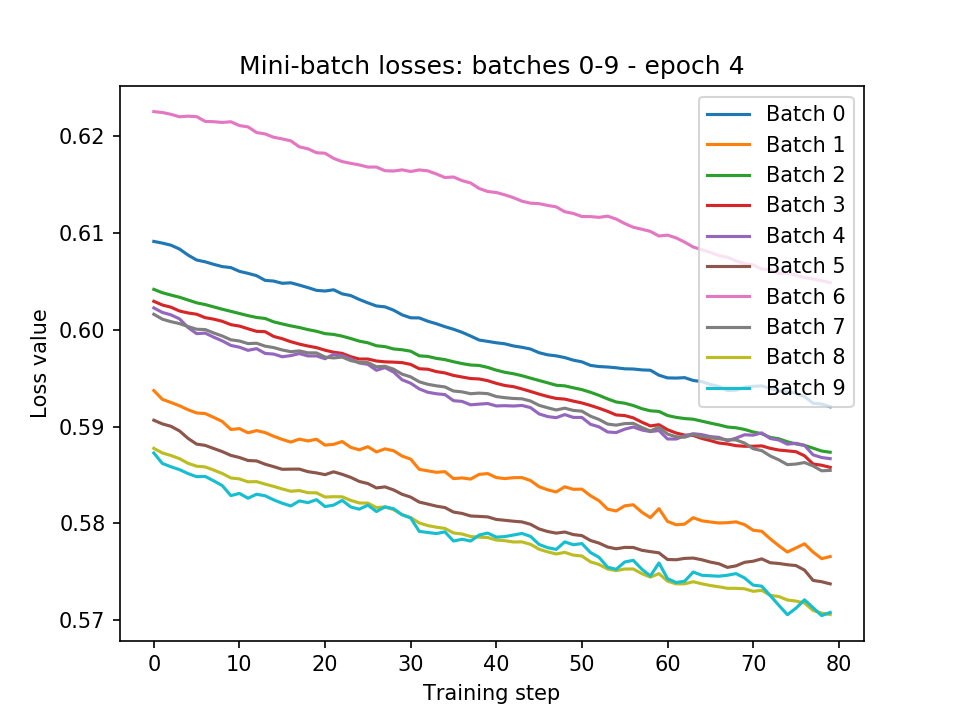 Mini-batch losses: batches 0-9 - epoch 4
Loss value
0.62
0.61
0.60
0.59
0.58
0.57
Batch 0
Batch 1
Batch 2
Batch 3
Batch 4
Batch 5
Batch 6
Batch 7
Batch 8
Batch 9
0 10 20 30 40 50 60 70 80
Training step